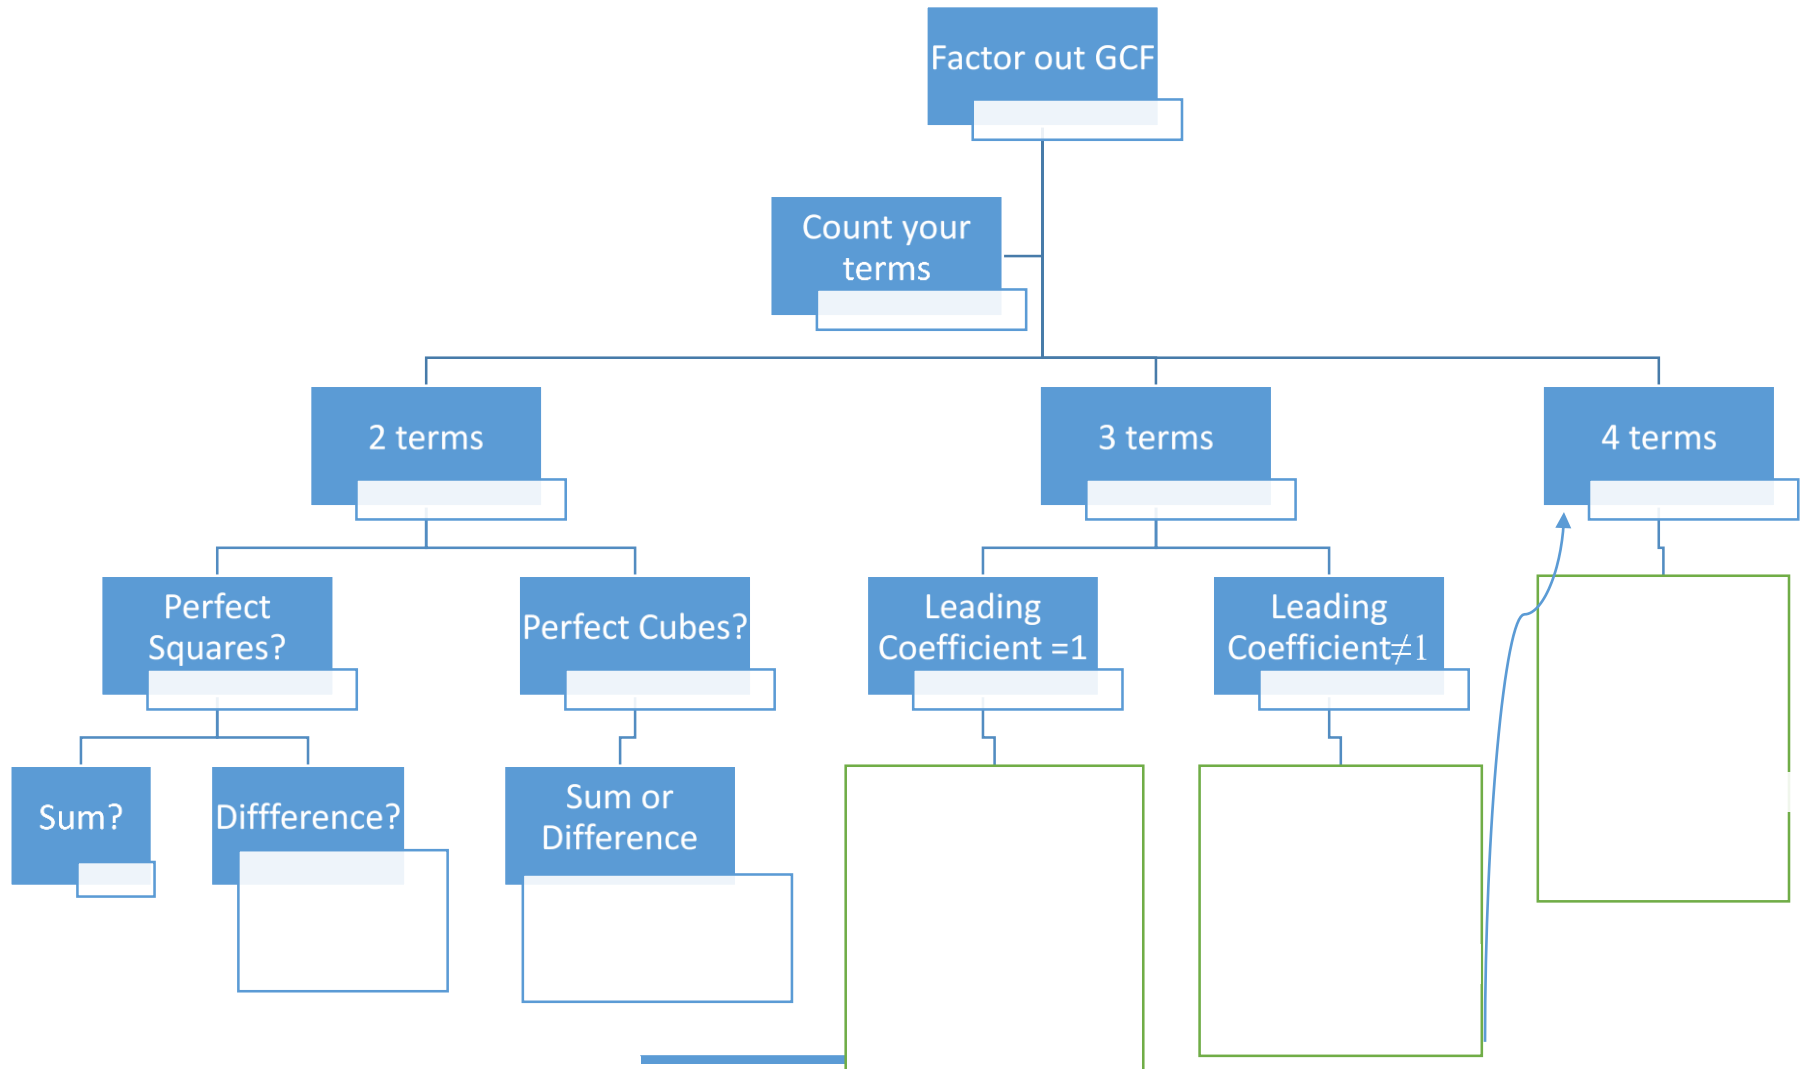 Factor out GCF
Count your
terms
2 terms
3 terms
4 terms
Perfect
Squares?
Perfect Cubes?
Leading
Coefficient =1
Leading
Coefficient≠1
Sum?
Diffference?
Sum or
Difference